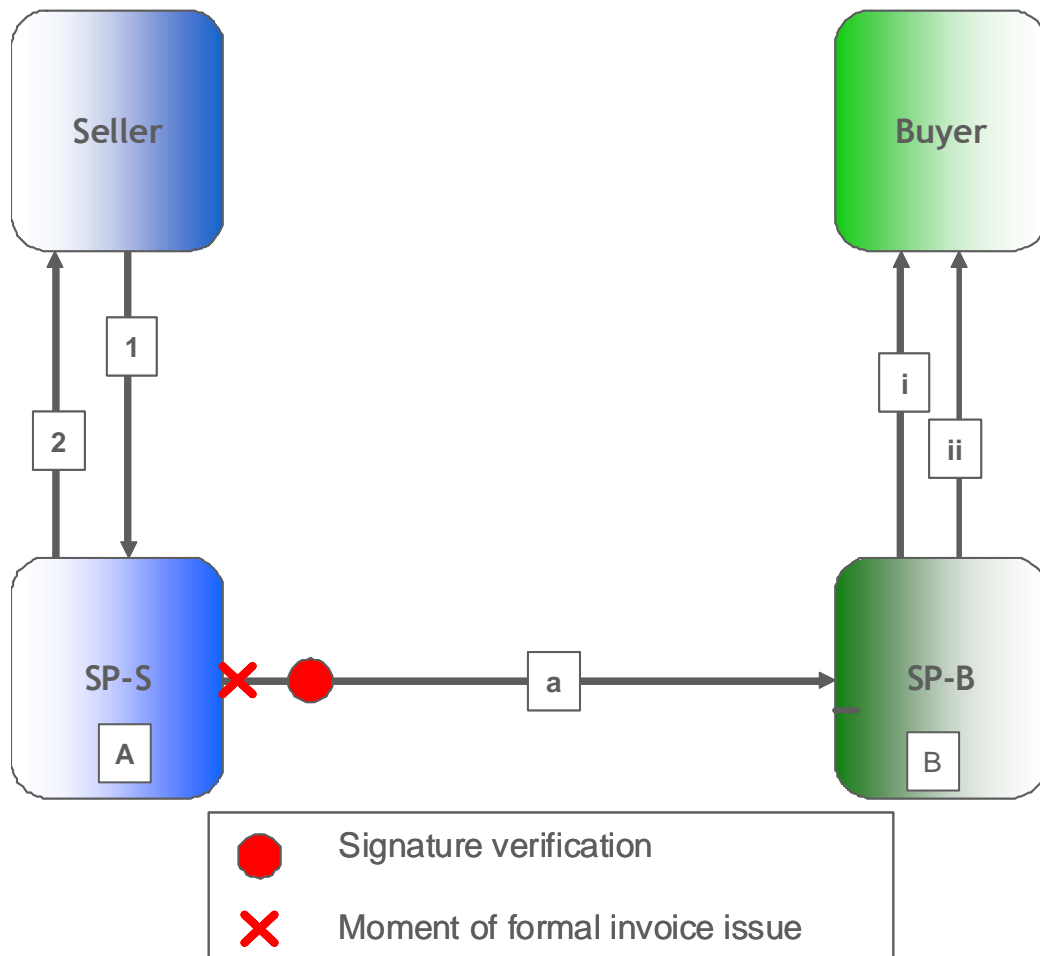 Seller
Buyer
1
i
2
ii
SP-S
a
SP-B
A
B
Signature verification
Moment of formal invoice issue